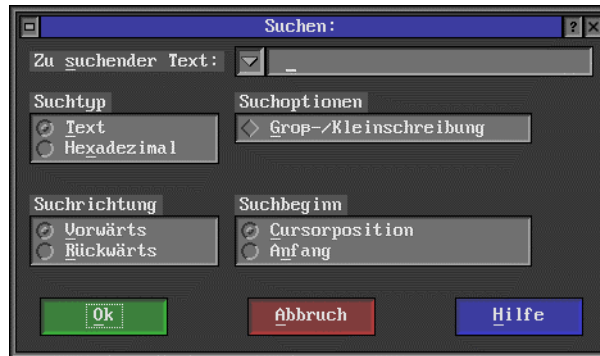 Suchen:
?
Zu suchender Text:
Suchtyp
Suchoptionen
Text
Groß-/Kleinschreibung
Hexadezimal
Suchrichtung
Suchbeginn
Vorwärts
Cursorposition
Rückwärts
Anfang
Ok
Abbruch
Hilfe